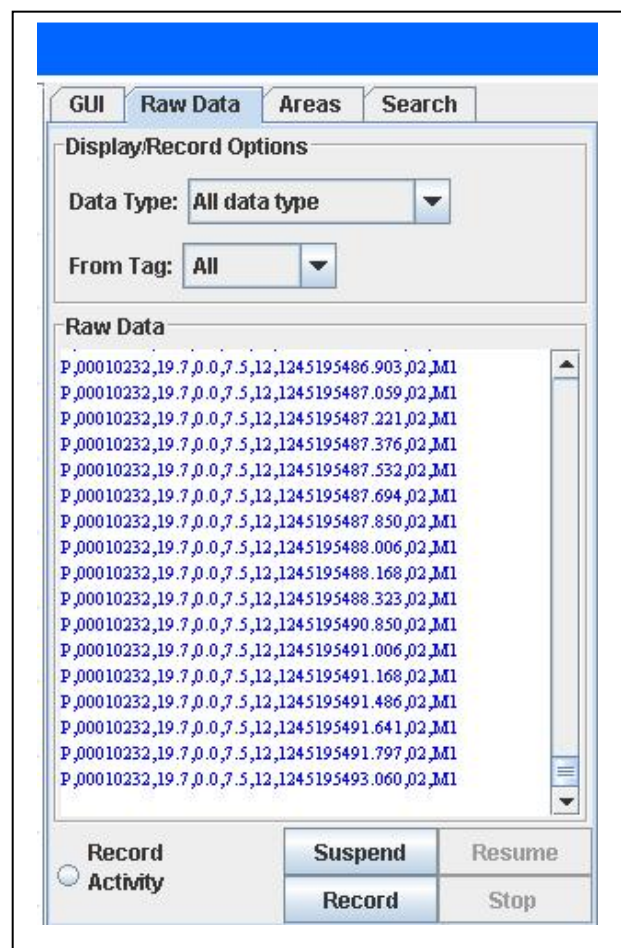 GUI Raw Data Areas Search
Display/Record Options
Data Type: All data type
From Tag: All
Raw Data
P,00010232,19.7,0.0,7.5,12,1245195486.903,02,M1
P,00010232,19.7,0.0,7.5,12,1245195487.059,02,M1
P,00010232,19.7,0.0,7.5,12,1245195487.221,02,M1
P,00010232,19.7,0.0,7.5,12,1245195487.376,02,M1
P,00010232,19.7,0.0,7.5,12,1245195487.532,02,M1
P,00010232,19.7,0.0,7.5,12,1245195487.694,02,M1
P,00010232,19.7,0.0,7.5,12,1245195487.850,02,M1
P,00010232,19.7,0.0,7.5,12,1245195488.006,02,M1
P,00010232,19.7,0.0,7.5,12,1245195488.168,02,M1
P,00010232,19.7,0.0,7.5,12,1245195488.323,02,M1
P,00010232,19.7,0.0,7.5,12,1245195490.850,02,M1
P,00010232,19.7,0.0,7.5,12,1245195491.006,02,M1
P,00010232,19.7,0.0,7.5,12,1245195491.168,02,M1
P,00010232,19.7,0.0,7.5,12,1245195491.486,02,M1
P,00010232,19.7,0.0,7.5,12,1245195491.641,02,M1
P,00010232,19.7,0.0,7.5,12,1245195491.797,02,M1
P,00010232,19.7,0.0,7.5,12,1245195493.060,02,M1
Record Activity
Suspend Resume
Record Stop